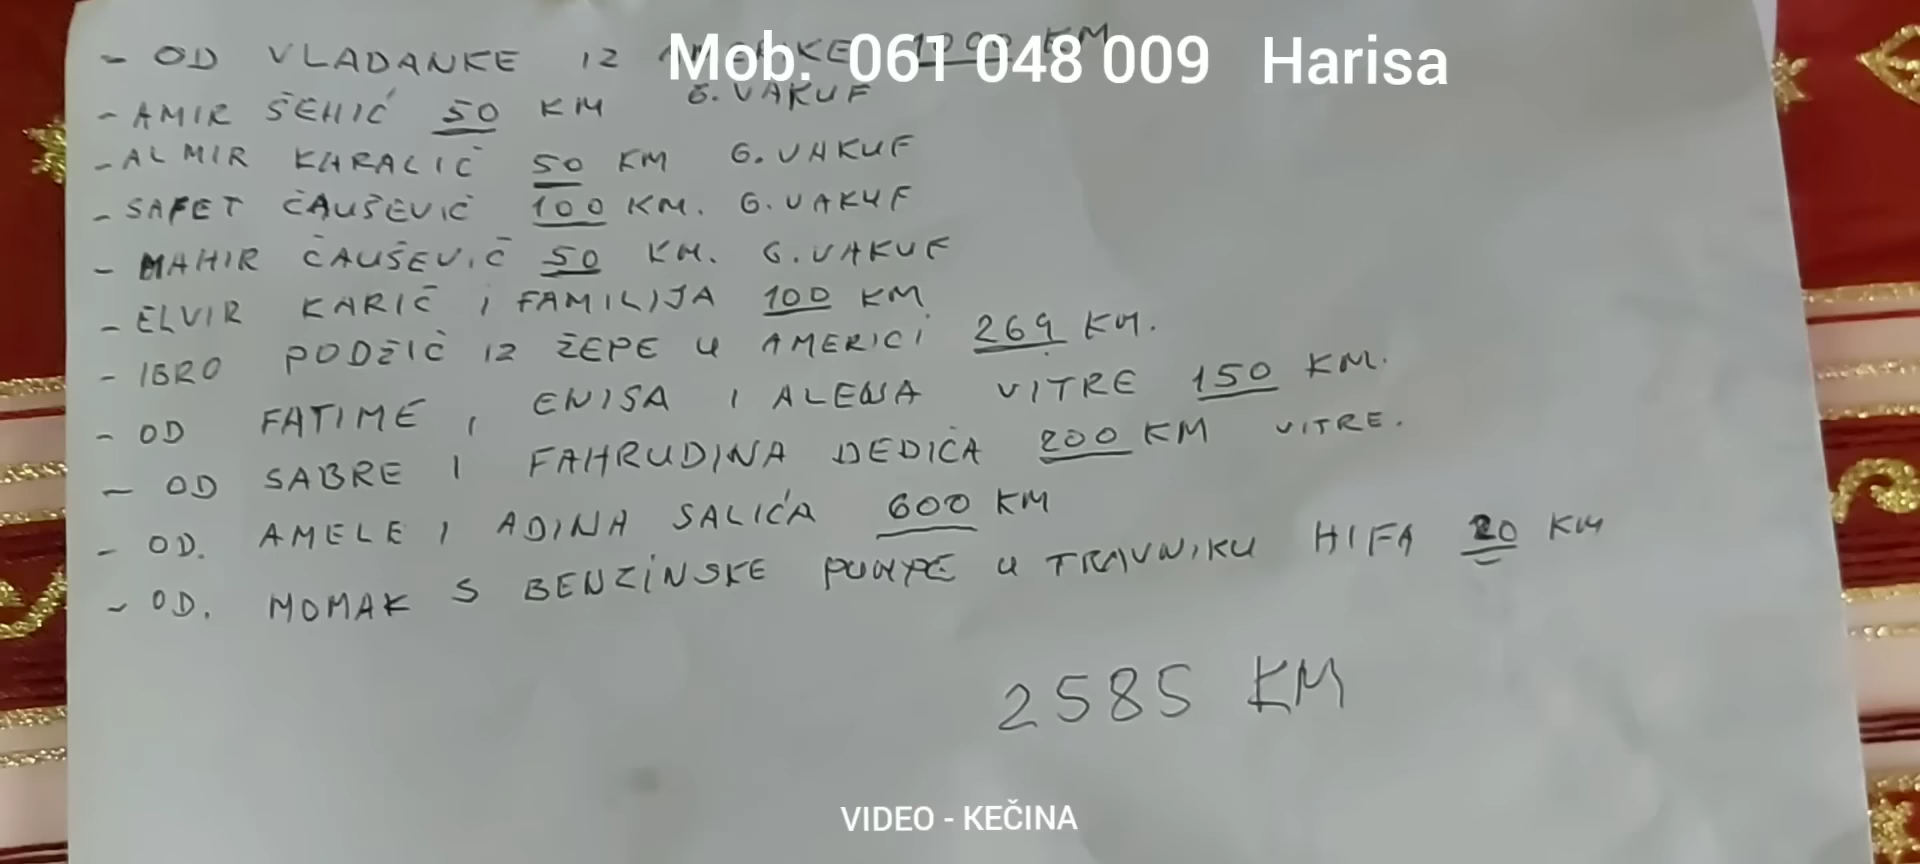 Mob. 061 048 009 Harisa
- OD VLADANKE IZ 1000 KM
- AMIR ŠEHIĆ 50 KM G. VAKUF
- ALMIR KARALIĆ 50 KM G. VAKUF
- SAFET ČAUŠEVIĆ 100 KM. G. VAKUF
- MAHIR ČAUŠEVIĆ 50 KM. G. VAKUF
- ELVIR KARIĆ I FAMILIJA 100 KM
- IBRO PODŽIĆ IZ ŽEPE U AMERICI 269 KM.
- OD FATIME, ENISA I ALENA VITRE 150 KM.
- OD SABRE I FAHRUDINA DEDIĆA 200 KM VITRE.
- OD. AMELE I ADINA SALIĆA 600 KM
- OD. MOMAK S BENZINSKE PUMPE U TRAVNIKU HIFA 20 KM
2585 KM
VIDEO - KEČINA